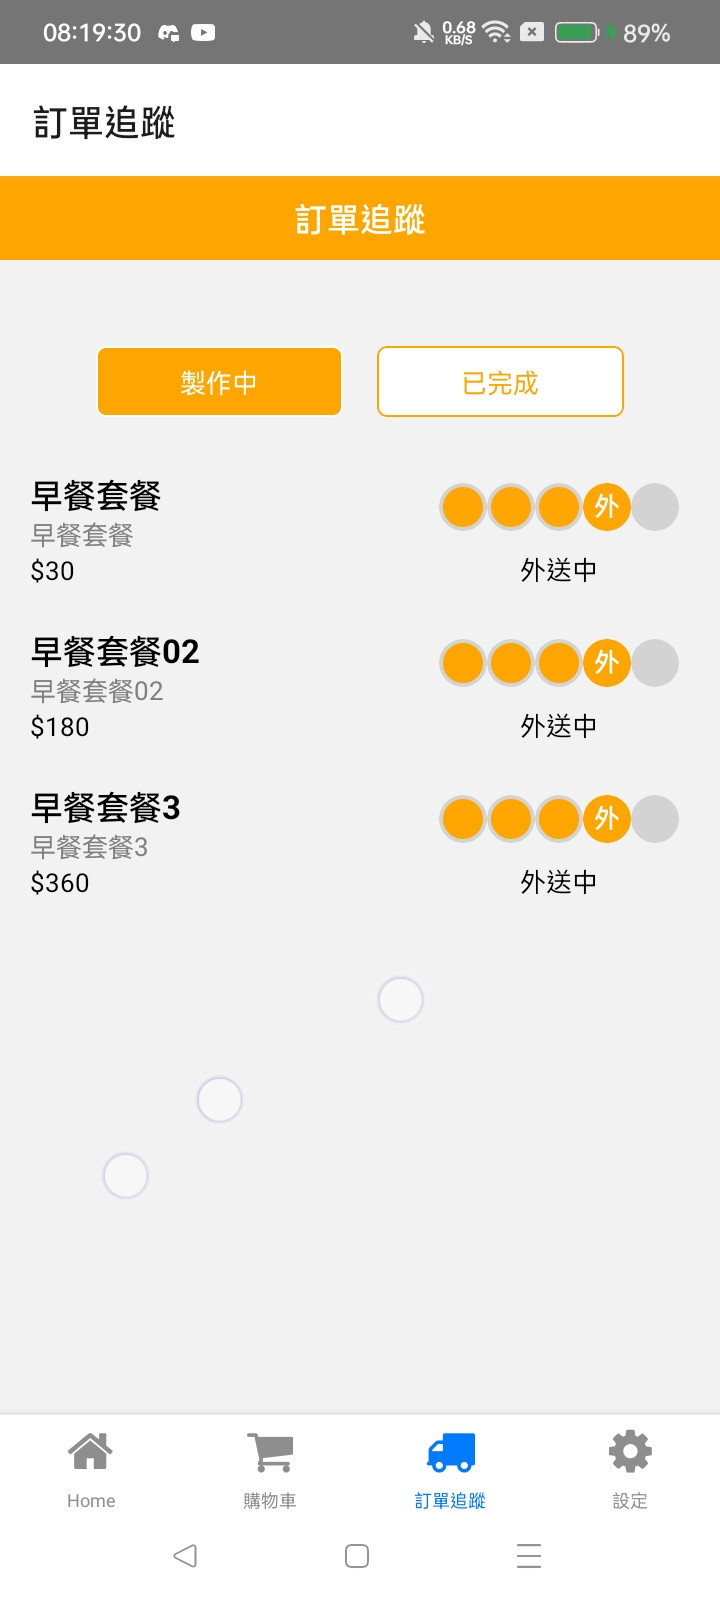 08:19:30 0.68 KB/S 89%
訂單追蹤
訂單追蹤
製作中 已完成
早餐套餐
早餐套餐
$30
外
外送中
早餐套餐02
早餐套餐02
$180
外
外送中
早餐套餐3
早餐套餐3
$360
外
外送中
Home 購物車 訂單追蹤 設定